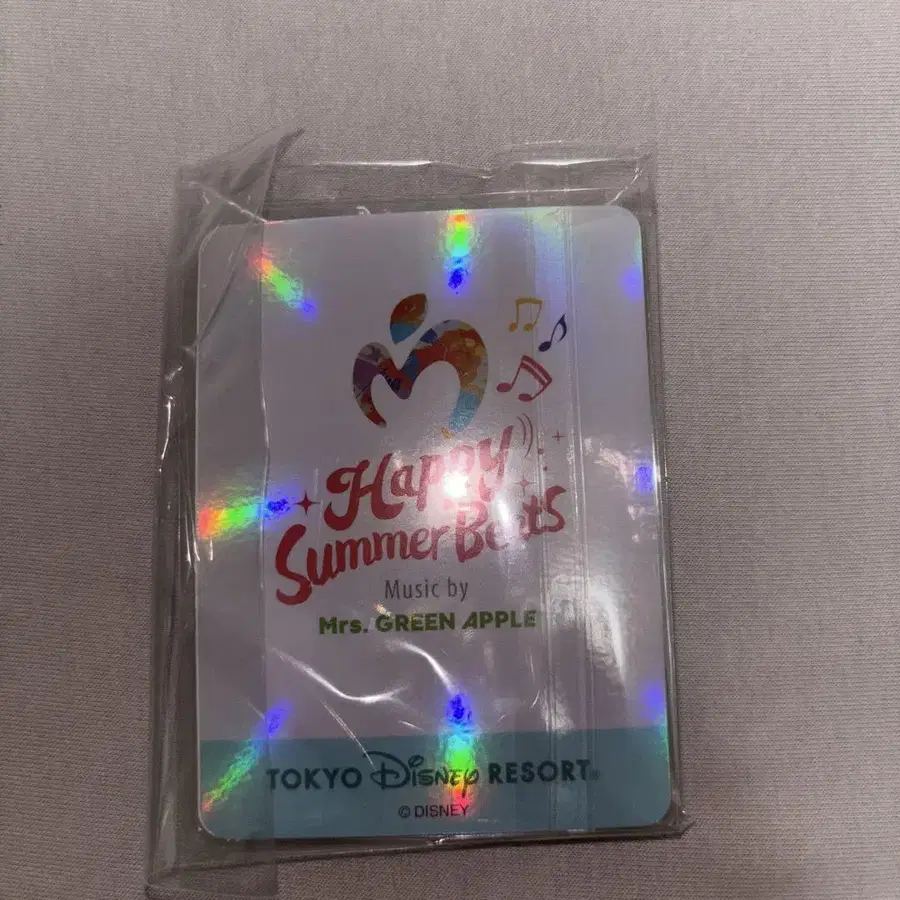 Happy
Summer Beats
Music by
Mrs. GREEN APPLE
TOKYO Disney RESORT®
© DISNEY